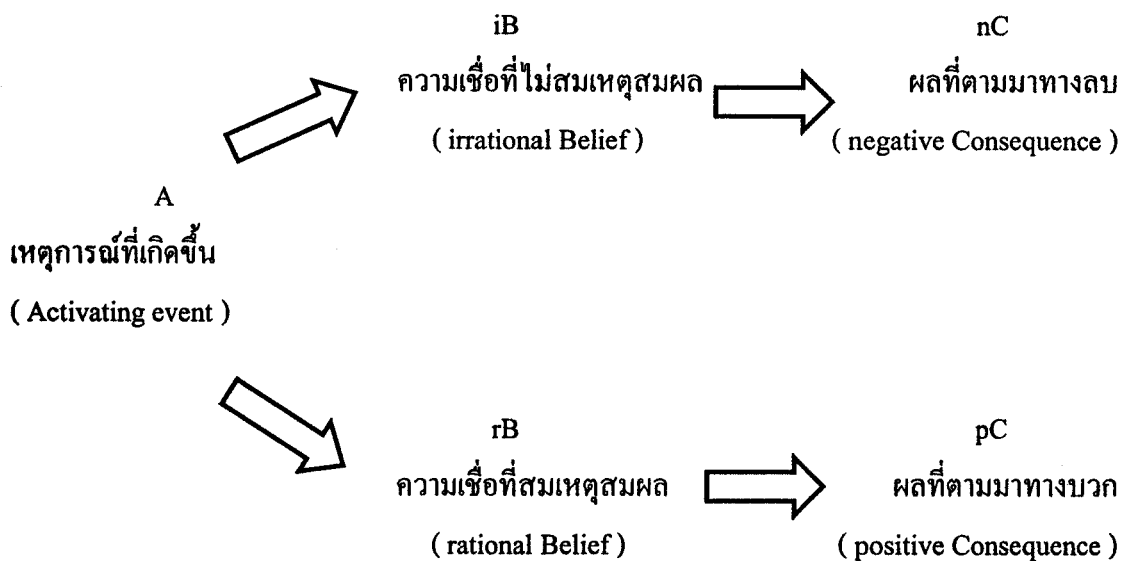 iB
ความเชื่อที่ไม่สมเหตุสมผล
( irrational Belief )
nC
ผลที่ตามมาทางลบ
( negative Consequence )
A
เหตุการณ์ที่เกิดขึ้น
( Activating event )
rB
ความเชื่อที่สมเหตุสมผล
( rational Belief )
pC
ผลที่ตามมาทางบวก
( positive Consequence )